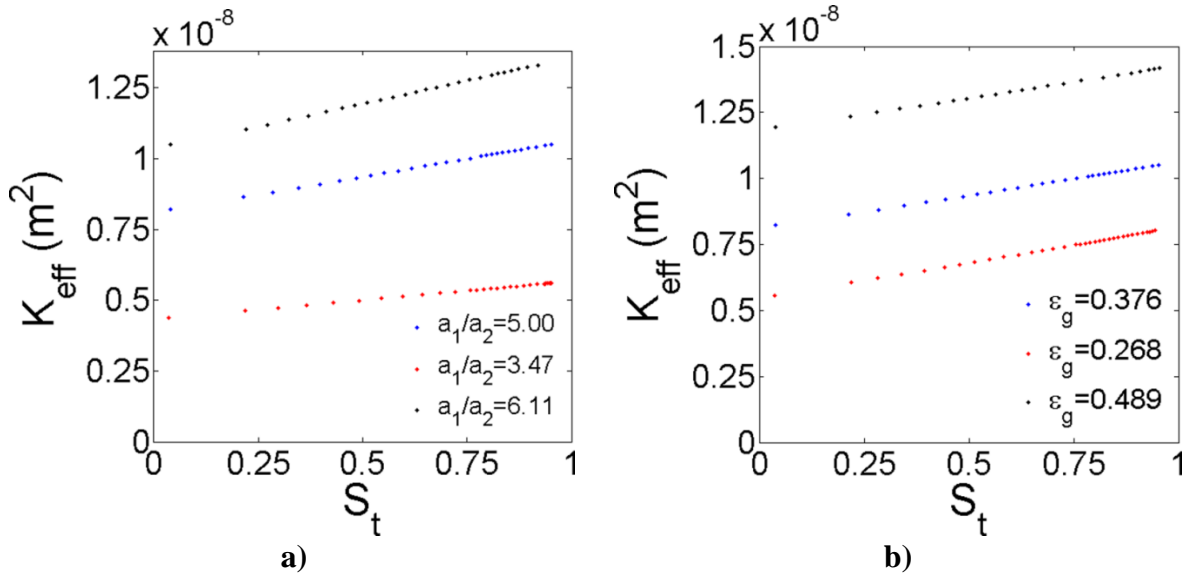 x 10⁻⁸
1.25
1
0.75
0.5
0.25
0
K_eff (m²)
a₁/a₂=5.00
a₁/a₂=3.47
a₁/a₂=6.11
0 0.25 0.5 0.75 1
S_t
a)
x 10⁻⁸
1.5
1.25
1
0.75
0.5
0.25
0
K_eff (m²)
ε_g=0.376
ε_g=0.268
ε_g=0.489
0 0.25 0.5 0.75 1
S_t
b)